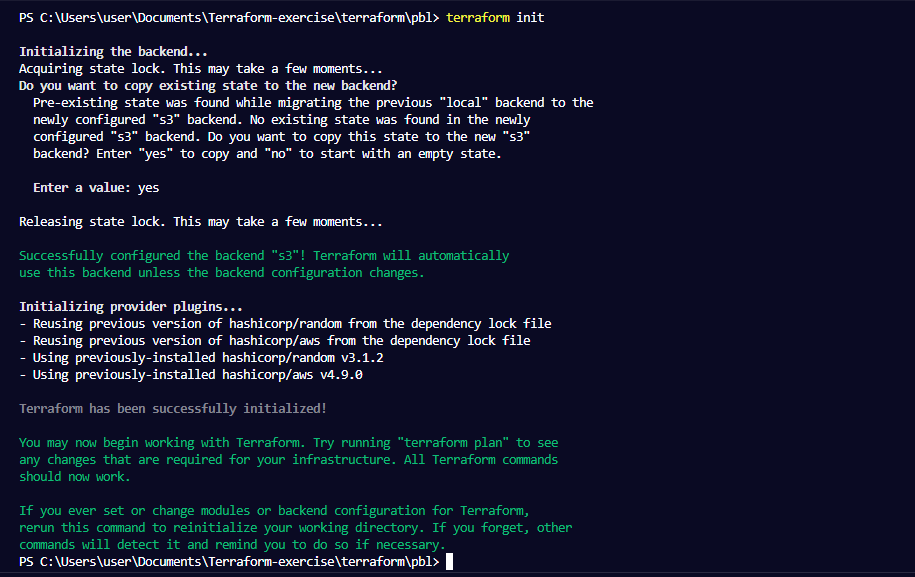 PS C:\Users\user\Documents\Terraform-exercise\terraform\pbl> terraform init
Initializing the backend...
Acquiring state lock. This may take a few moments...
Do you want to copy existing state to the new backend?
Pre-existing state was found while migrating the previous "local" backend to the
newly configured "s3" backend. No existing state was found in the newly
configured "s3" backend. Do you want to copy this state to the new "s3"
backend? Enter "yes" to copy and "no" to start with an empty state.
Enter a value: yes
Releasing state lock. This may take a few moments...
Successfully configured the backend "s3"! Terraform will automatically
use this backend unless the backend configuration changes.
Initializing provider plugins...
- Reusing previous version of hashicorp/random from the dependency lock file
- Reusing previous version of hashicorp/aws from the dependency lock file
- Using previously-installed hashicorp/random v3.1.2
- Using previously-installed hashicorp/aws v4.9.0
Terraform has been successfully initialized!
You may now begin working with Terraform. Try running "terraform plan" to see
any changes that are required for your infrastructure. All Terraform commands
should now work.
If you ever set or change modules or backend configuration for Terraform,
rerun this command to reinitialize your working directory. If you forget, other
commands will detect it and remind you to do so if necessary.
PS C:\Users\user\Documents\Terraform-exercise\terraform\pbl>